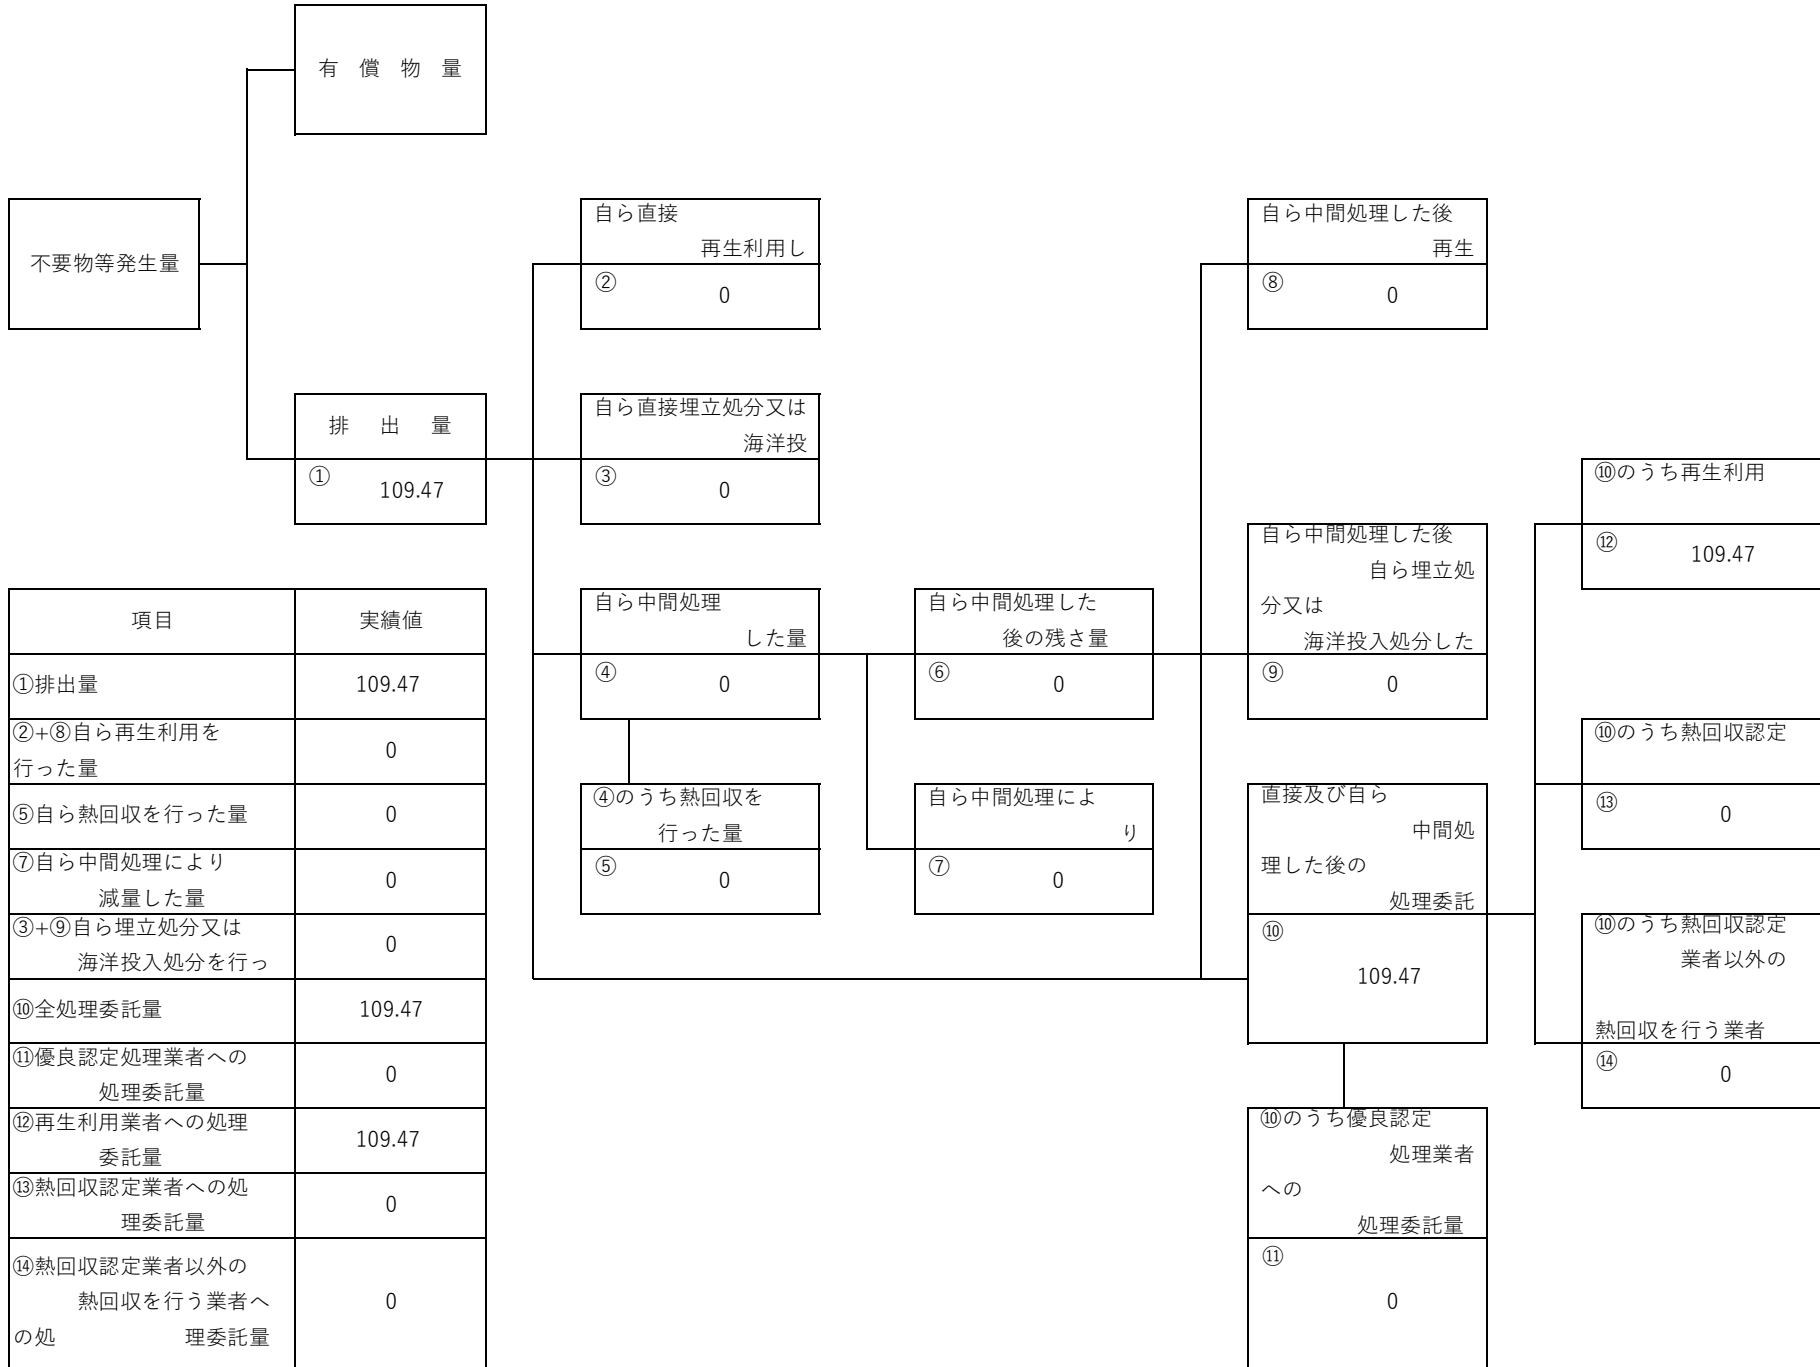 有 償 物 量
不要物等発生量
自ら直接
再生利用し
②
0
自ら中間処理した後
再生
⑧
0
排 出 量
①
109.47
自ら直接埋立処分又は
海洋投
③
0
⑩のうち再生利用
⑫
109.47
自ら中間処理
した量
④
0
自ら中間処理した
後の残さ量
⑥
0
自ら中間処理した後
自ら埋立処
分又は
海洋投入処分した
⑨
0
⑩のうち熱回収認定
⑬
0
④のうち熱回収を
行った量
⑤
0
自ら中間処理によ
り
⑦
0
直接及び自ら
中間処
理した後の
処理委託
⑩
109.47
⑩のうち熱回収認定
業者以外の
熱回収を行う業者
⑭
0
⑩のうち優良認定
処理業者
への
処理委託量
⑪
0
項目 実績値
①排出量 109.47
②+⑧自ら再生利用を
行った量
0
⑤自ら熱回収を行った量 0
⑦自ら中間処理により
減量した量
0
③+⑨自ら埋立処分又は
海洋投入処分を行っ
0
⑩全処理委託量 109.47
⑪優良認定処理業者への
処理委託量
0
⑫再生利用業者への処理
委託量
109.47
⑬熱回収認定業者への処
理委託量
0
⑭熱回収認定業者以外の
熱回収を行う業者へ
の処 理委託量
0